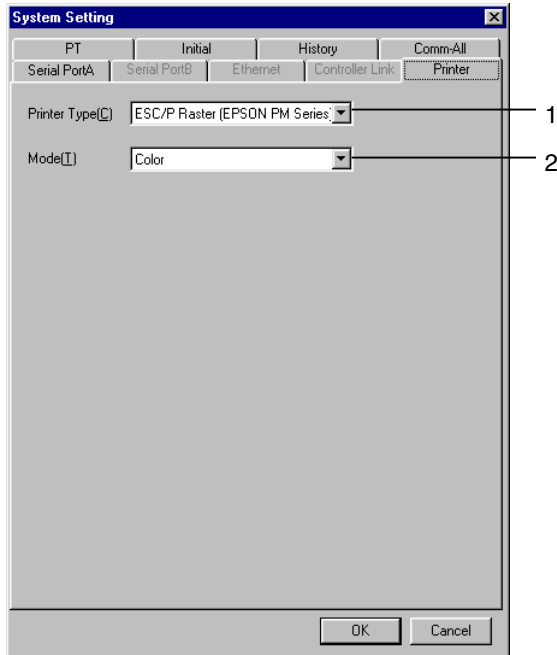 System Setting
PT Initial History Comm-All
Serial PortA Serial PortB Ethernet Controller Link Printer
Printer Type(C) ESC/P Raster (EPSON PM Series) 1
Mode(T) Color 2
OK Cancel